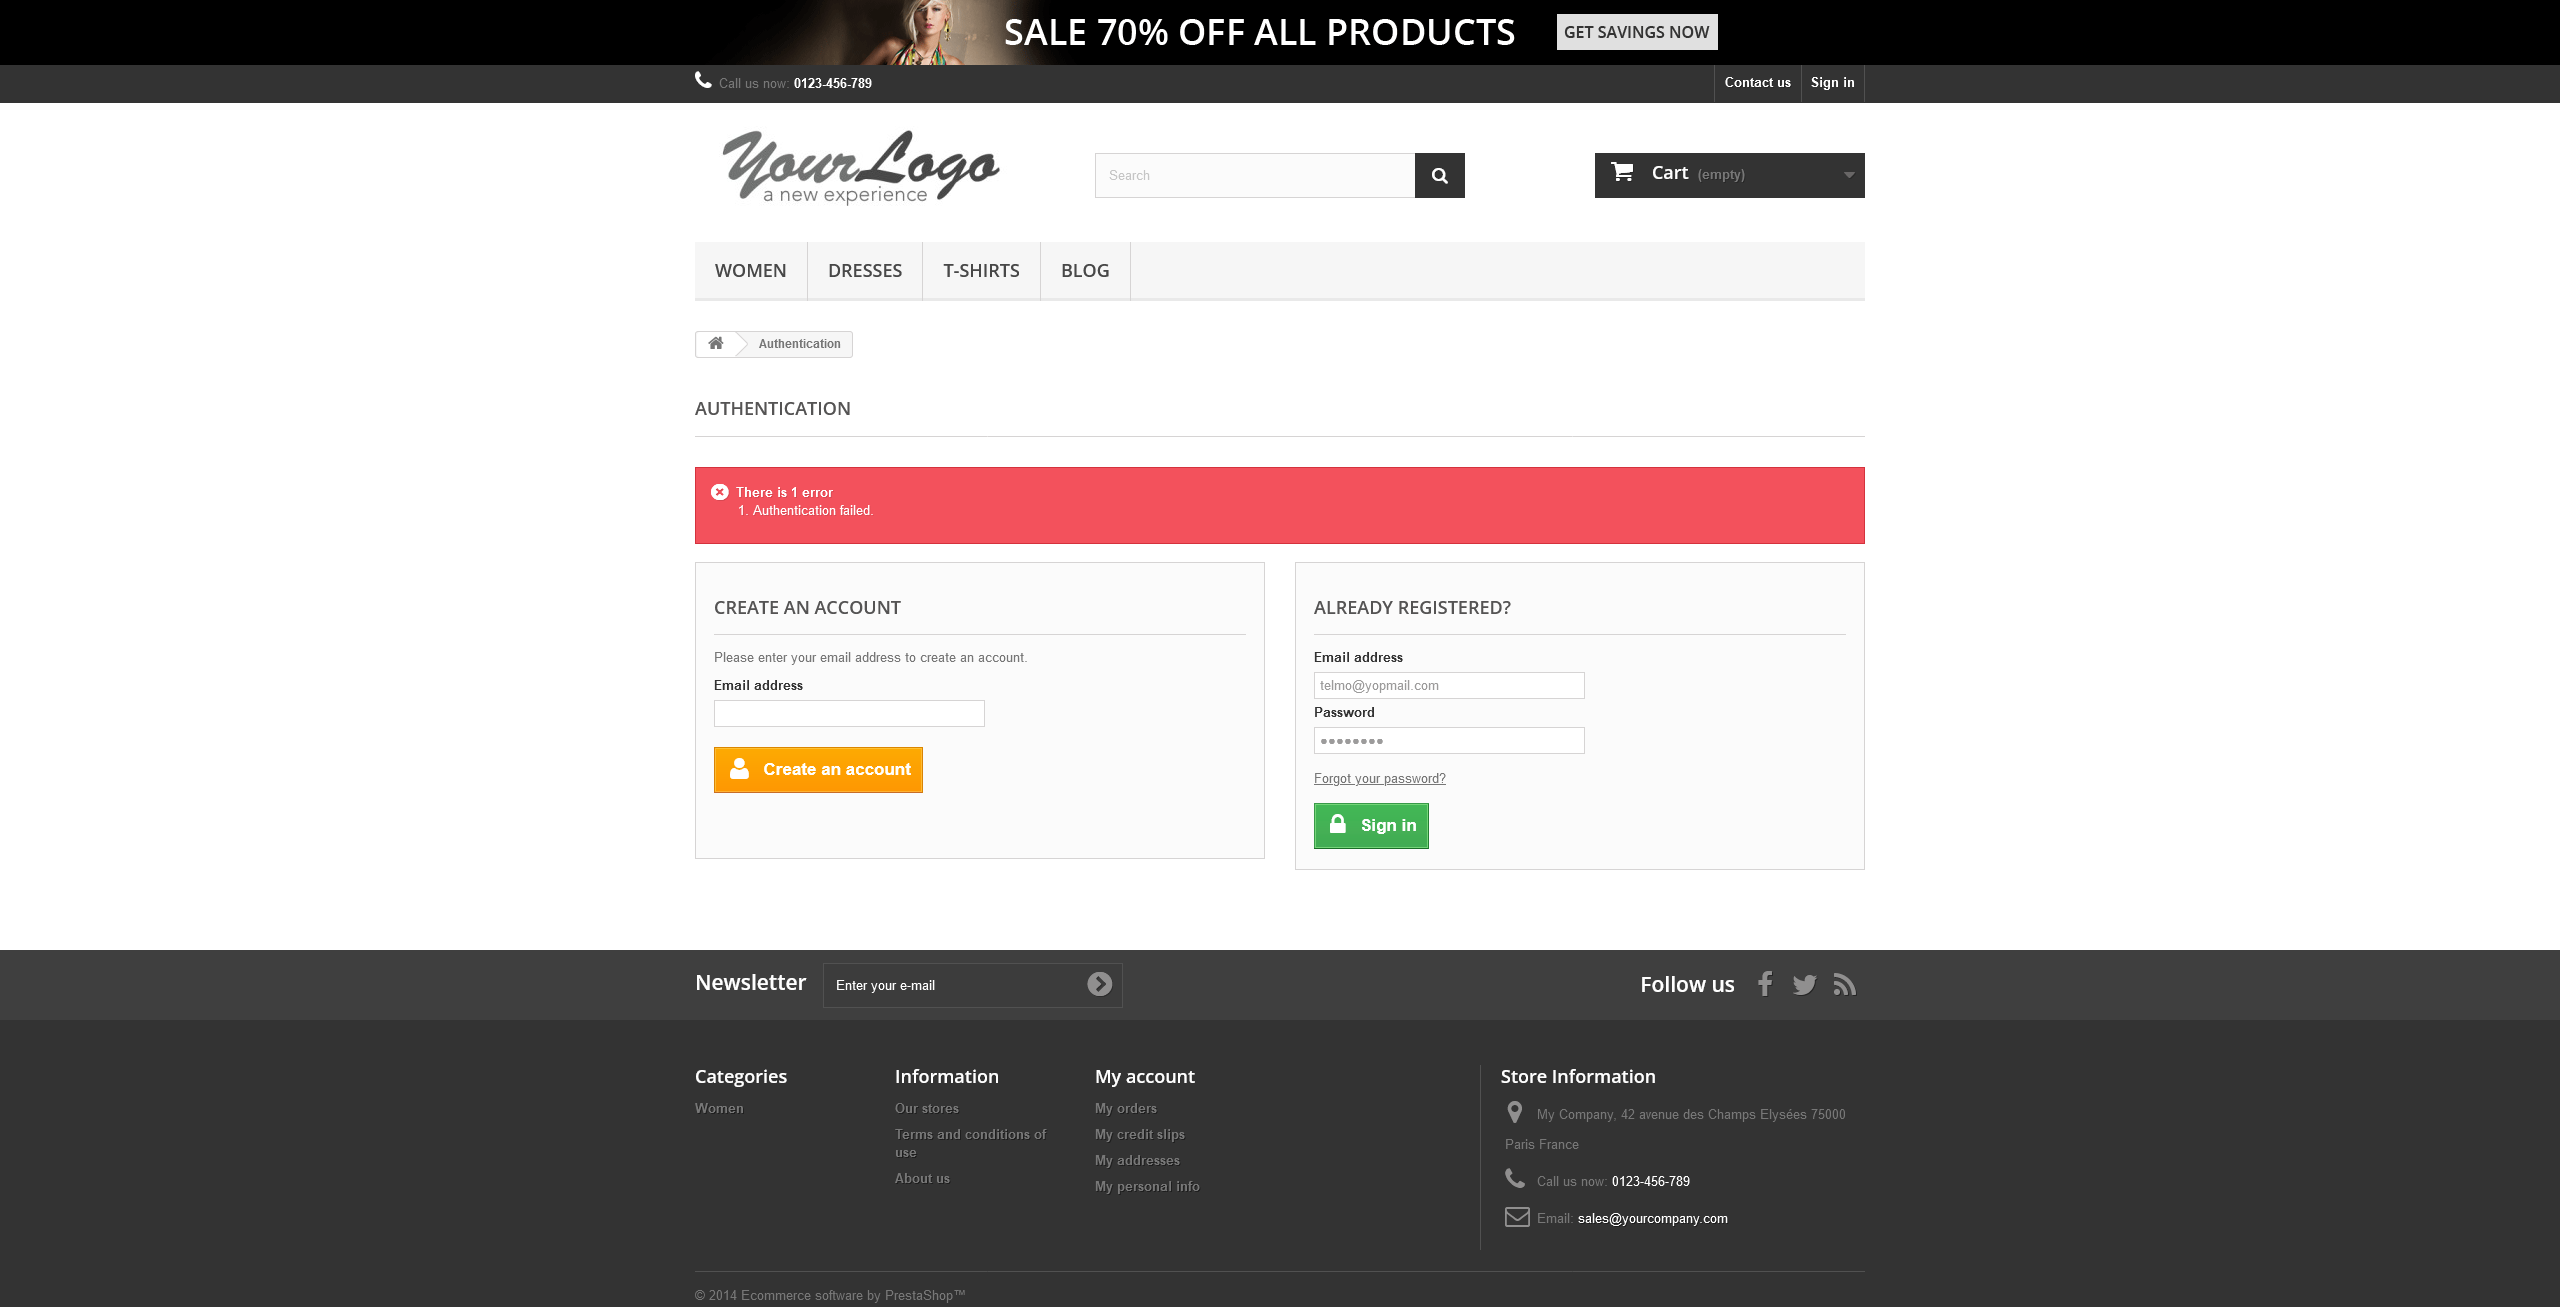 SALE 70% OFF ALL PRODUCTS
GET SAVINGS NOW
Call us now: 0123-456-789
Contact us
Sign in
YourLogo
a new experience
Search
Cart (empty)
WOMEN
DRESSES
T-SHIRTS
BLOG
Authentication
AUTHENTICATION
There is 1 error
1. Authentication failed.
CREATE AN ACCOUNT
Please enter your email address to create an account.
Email address
Create an account
ALREADY REGISTERED?
Email address
telmo@yopmail.com
Password
Forgot your password?
Sign in
Newsletter
Enter your e-mail
Follow us
Categories
Women
Information
Our stores
Terms and conditions of
use
About us
My account
My orders
My credit slips
My addresses
My personal info
Store Information
My Company, 42 avenue des Champs Elysées 75000
Paris France
Call us now: 0123-456-789
Email: sales@yourcompany.com
© 2014 Ecommerce software by PrestaShop™